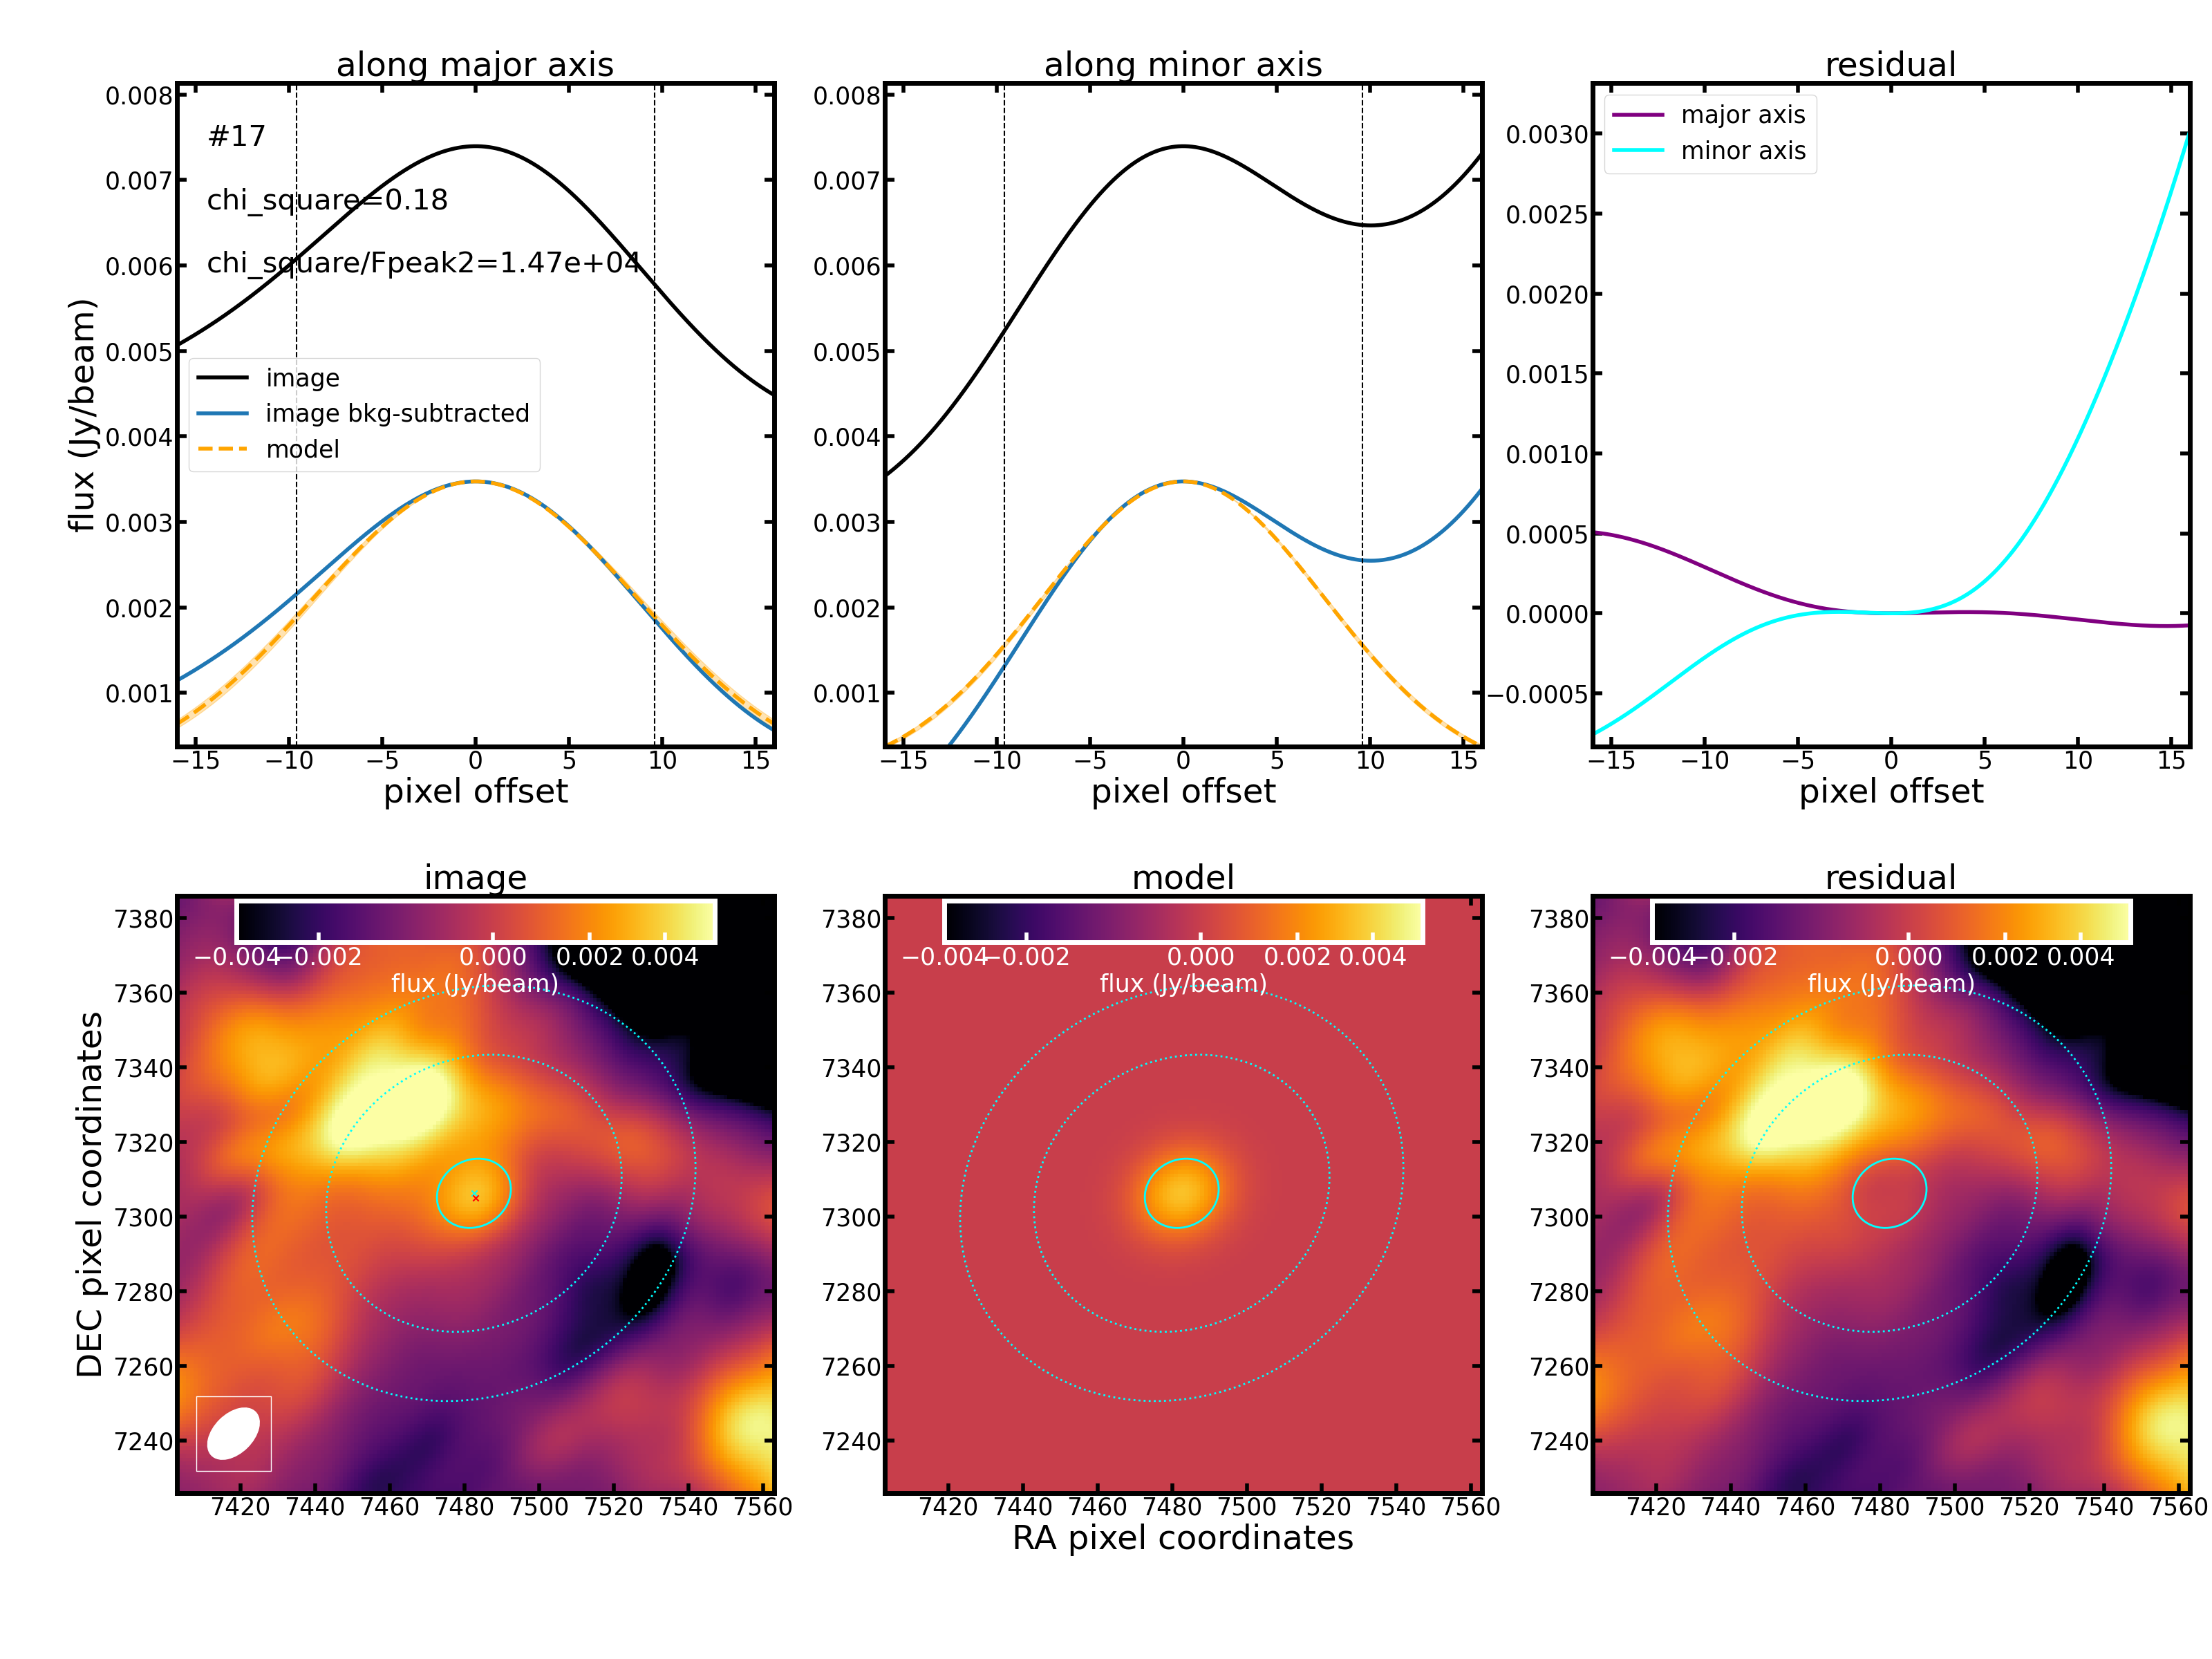 along major axis
along minor axis
residual
0.008
0.007
0.006
0.005
0.004
0.003
0.002
0.001
flux (Jy/beam)
#17
chi_square=0.18
chi_square/Fpeak2=1.47e+04
image
image bkg-subtracted
model
−15 −10 −5 0 5 10 15
pixel offset
0.008
0.007
0.006
0.005
0.004
0.003
0.002
0.001
−15 −10 −5 0 5 10 15
pixel offset
major axis
minor axis
0.0030
0.0025
0.0020
0.0015
0.0010
0.0005
0.0000
−0.0005
−15 −10 −5 0 5 10 15
pixel offset
image
model
residual
DEC pixel coordinates
7380
7360
7340
7320
7300
7280
7260
7240
−0.004 −0.002 0.000 0.002 0.004
flux (Jy/beam)
7420 7440 7460 7480 7500 7520 7540 7560
7380
7360
7340
7320
7300
7280
7260
7240
−0.004 −0.002 0.000 0.002 0.004
flux (Jy/beam)
7420 7440 7460 7480 7500 7520 7540 7560
RA pixel coordinates
7380
7360
7340
7320
7300
7280
7260
7240
−0.004 −0.002 0.000 0.002 0.004
flux (Jy/beam)
7420 7440 7460 7480 7500 7520 7540 7560